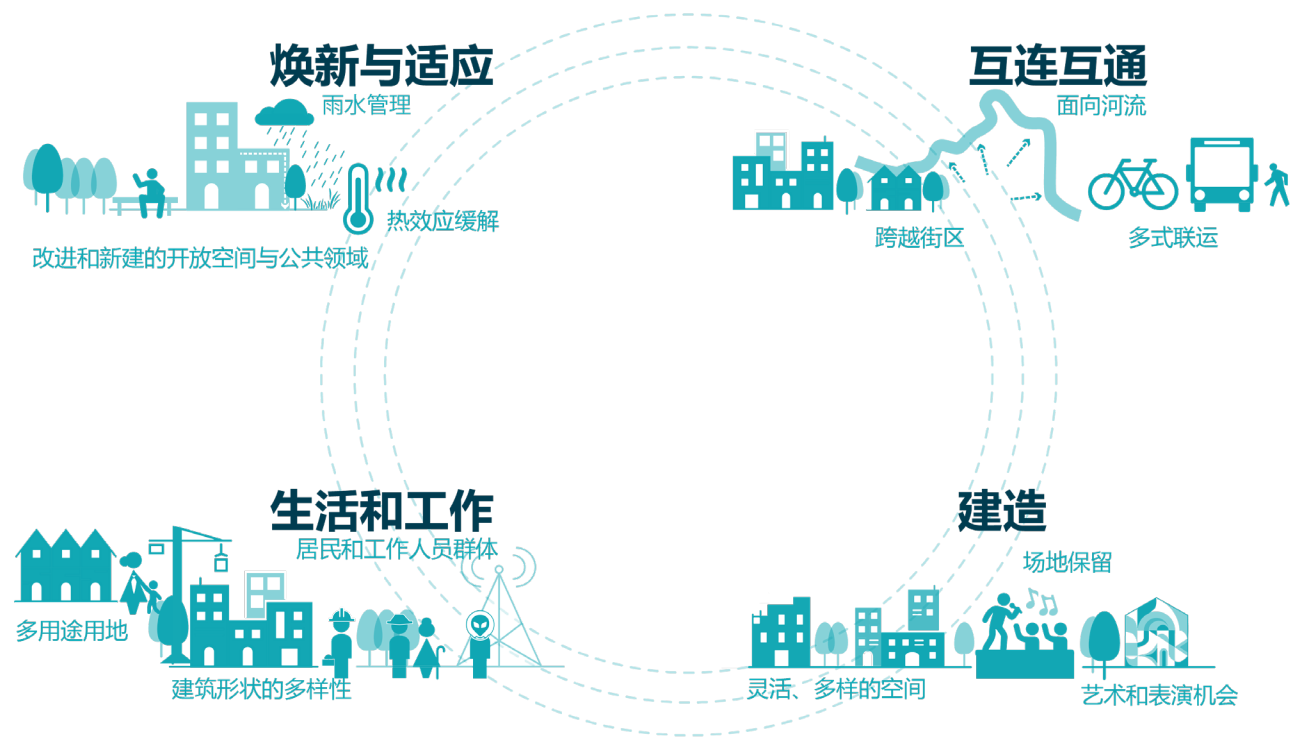 焕新与适应
雨水管理
热效应缓解
改进和新建的开放空间与公共领域
互连互通
面向河流
跨越街区
多式联运
生活和工作
居民和工作人员群体
多用途用地
建筑形状的多样性
建造
场地保留
灵活、多样的空间
艺术和表演机会